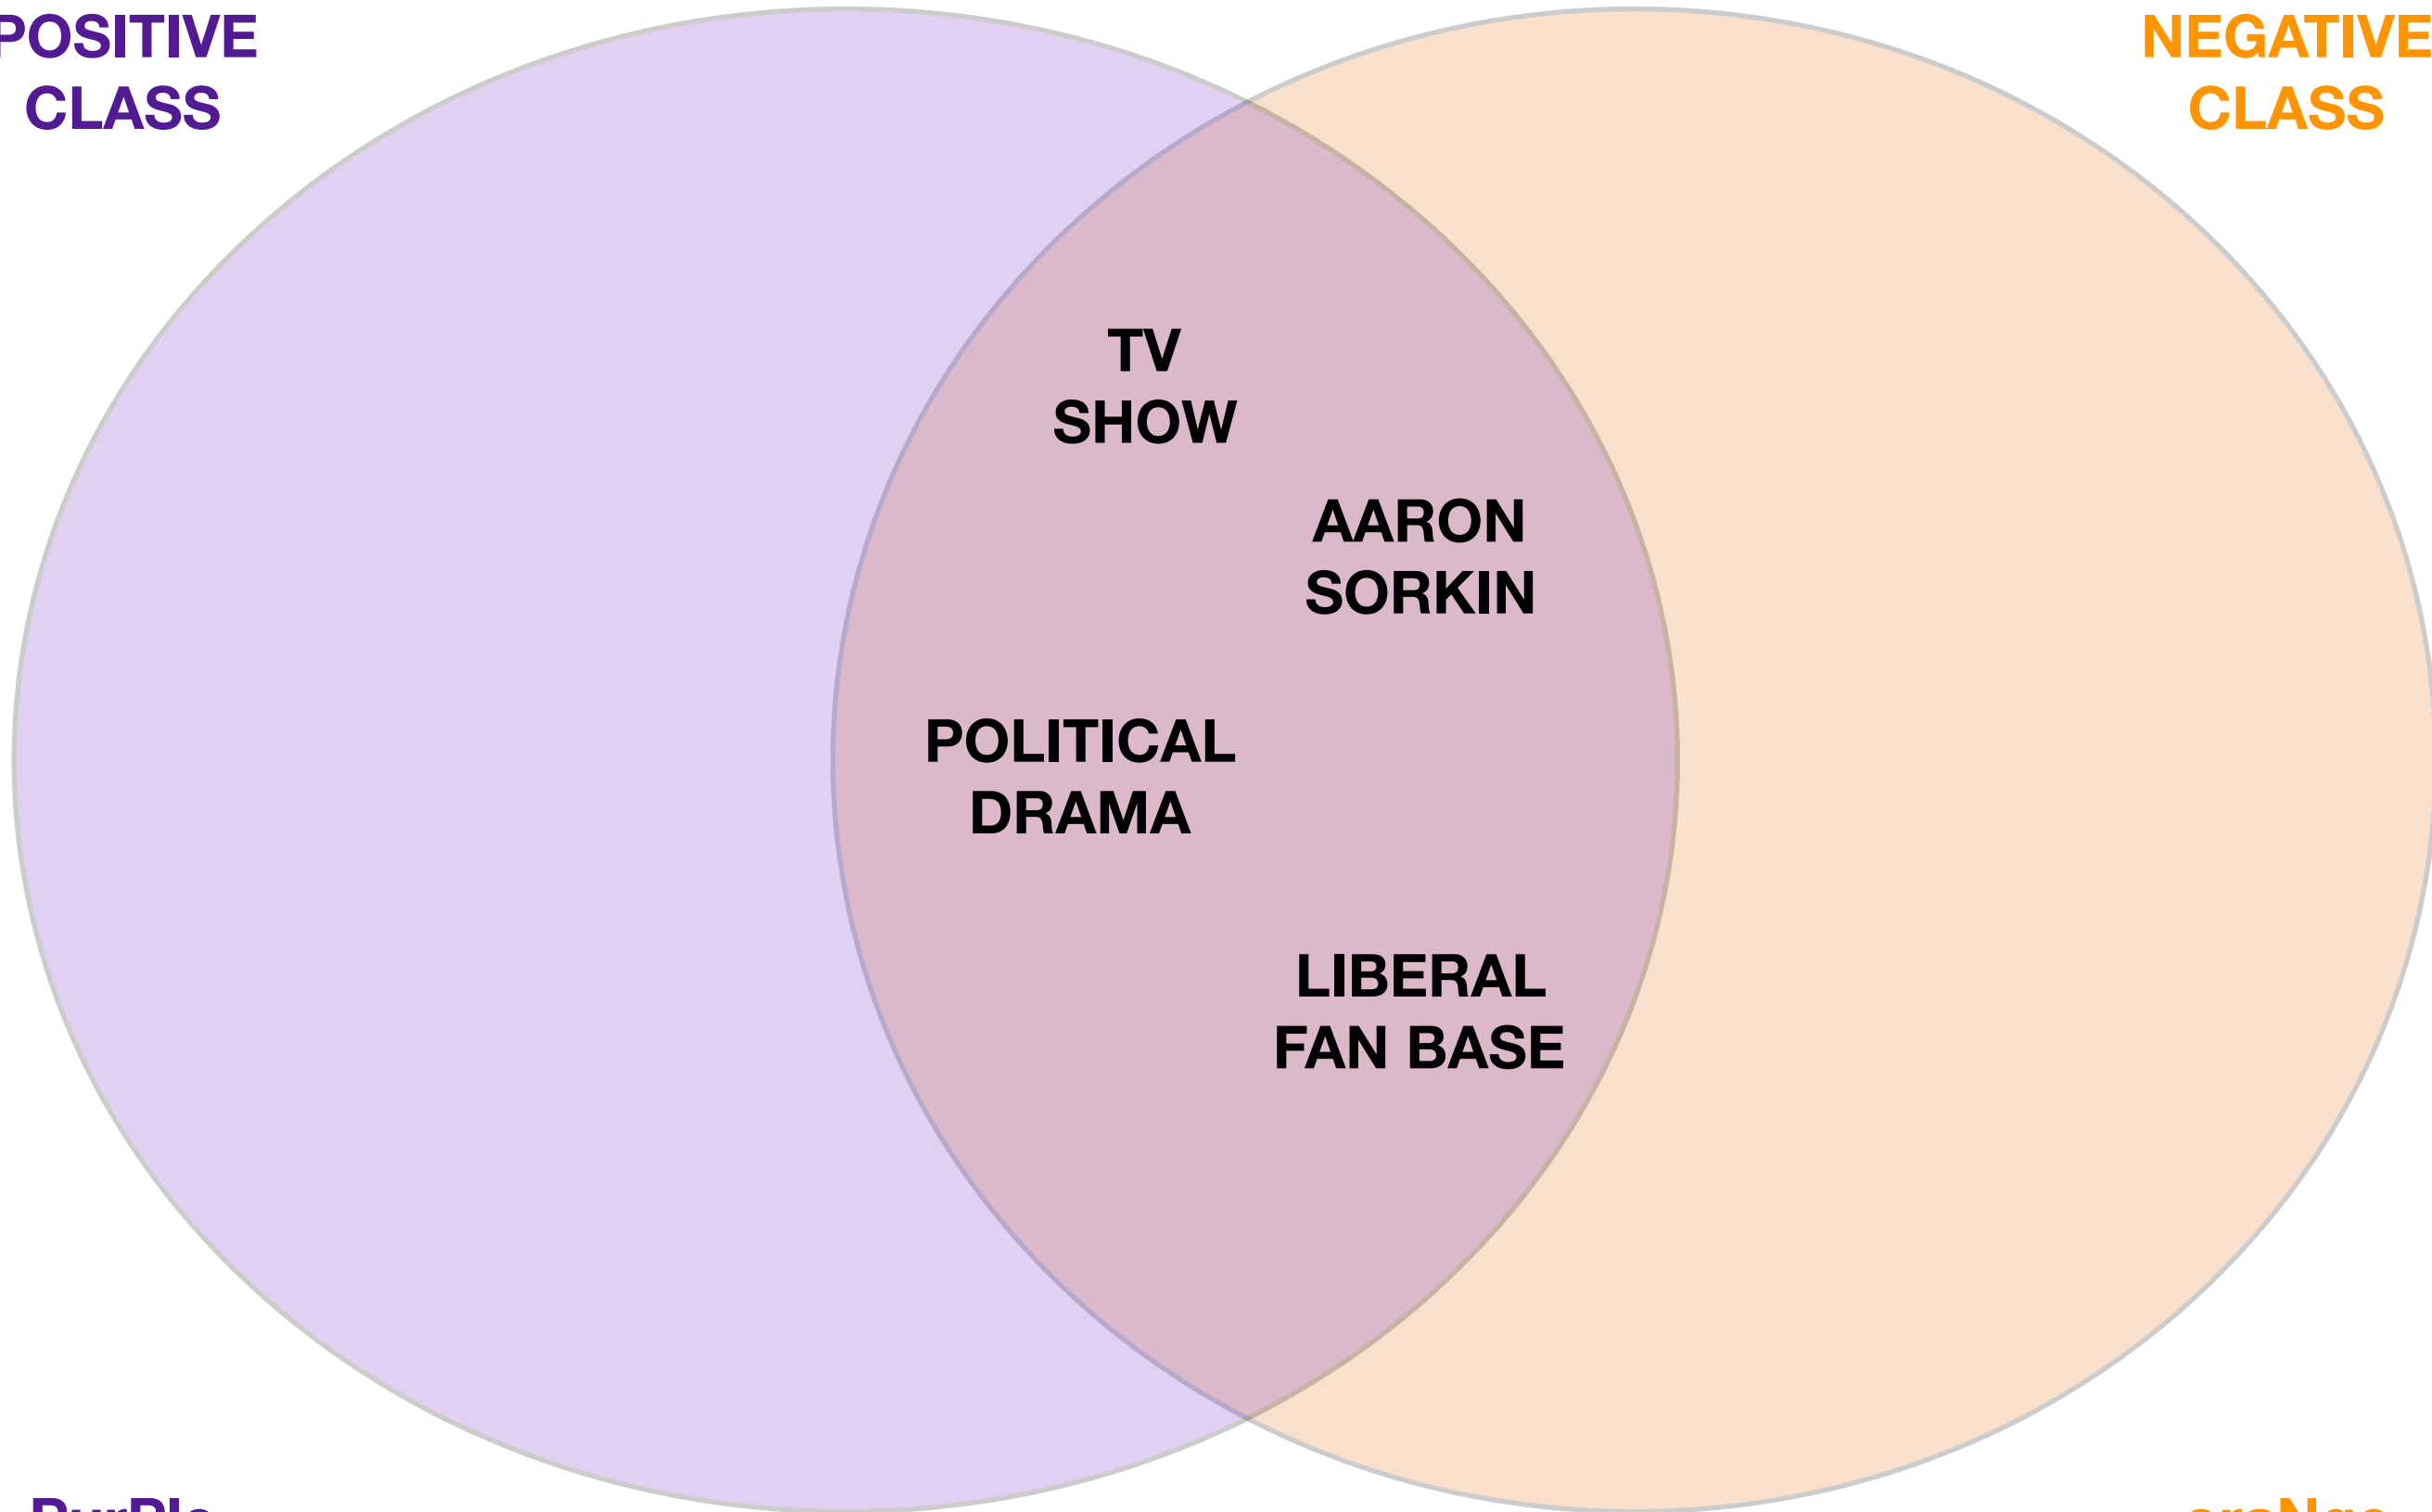 POSITIVE
CLASS
NEGATIVE
CLASS
TV
SHOW
AARON
SORKIN
POLITICAL
DRAMA
LIBERAL
FAN BASE